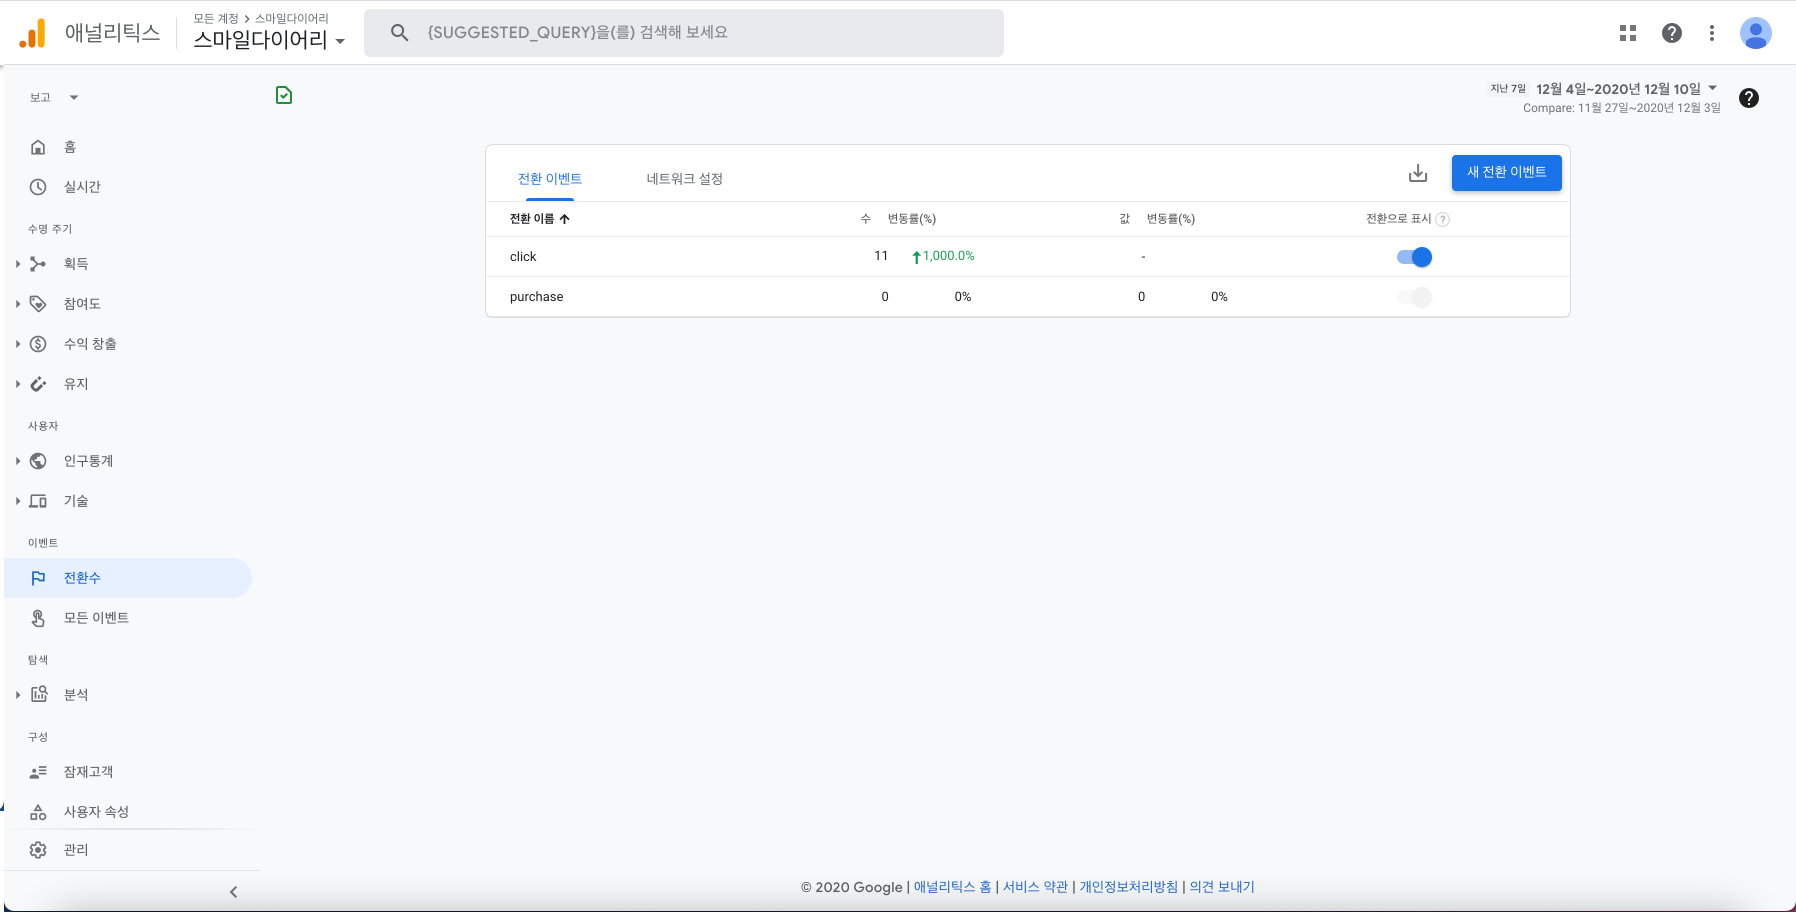 애널리틱스
모든 계정 > 스마일다이어리
스마일다이어리
{SUGGESTED_QUERY}을(를) 검색해 보세요
보고
지난 7일 12월 4일~2020년 12월 10일
Compare: 11월 27일~2020년 12월 3일
홈
실시간
수명 주기
획득
참여도
수익 창출
유지
사용자
인구통계
기술
이벤트
전환수
모든 이벤트
탐색
분석
구성
잠재고객
사용자 속성
관리
전환 이벤트 네트워크 설정 새 전환 이벤트
전환 이름 수 변동률(%) 값 변동률(%) 전환으로 표시
click 11 1,000.0% -
purchase 0 0% 0 0%
© 2020 Google | 애널리틱스 홈 | 서비스 약관 | 개인정보처리방침 | 의견 보내기